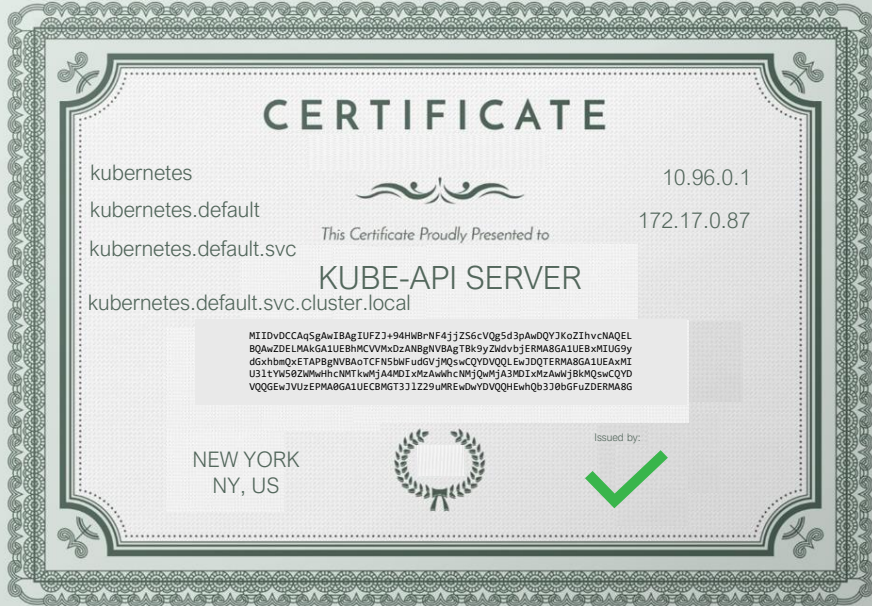 CERTIFICATE
kubernetes
10.96.0.1
kubernetes.default
172.17.0.87
This Certificate Proudly Presented to
kubernetes.default.svc
KUBE-API SERVER
kubernetes.default.svc.cluster.local
MIIDvDCCAqSgAwIBAgIUFZJ+94HWBrNF4jjZS6cVQg5d3pAwDQYJKoZIhvcNAQEL
BQAwZDELMAkGA1UEBhMCVVMxDzANBgNVBAgTBk9yZWdvbjERMA8GA1UEBxMIUG9y
dGxhbmQxETAPBgNVBAoTCFN5bWFudGVjMQswCQYDVQQLEwJDQTERMA8GA1UEAxMI
U3ltYW50ZWMwHhcNMTkwMjA4MDIxMzAwWhcNMjQwMjA3MDIxMzAwWjBkMQswCQYD
VQQGEwJVUzEPMA0GA1UECBMGT3JlZ29uMREwDwYDVQQHEwhQb3J0bGFuZDERMA8G
Issued by:
NEW YORK
NY, US